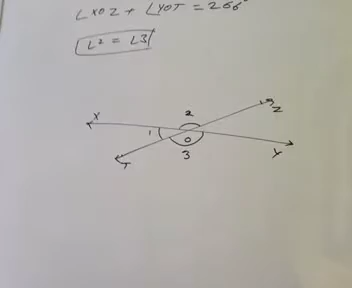 ∠XOZ + ∠YOT = 266°
∠2 = ∠3
X
2
Z
1
O
T
3
Y